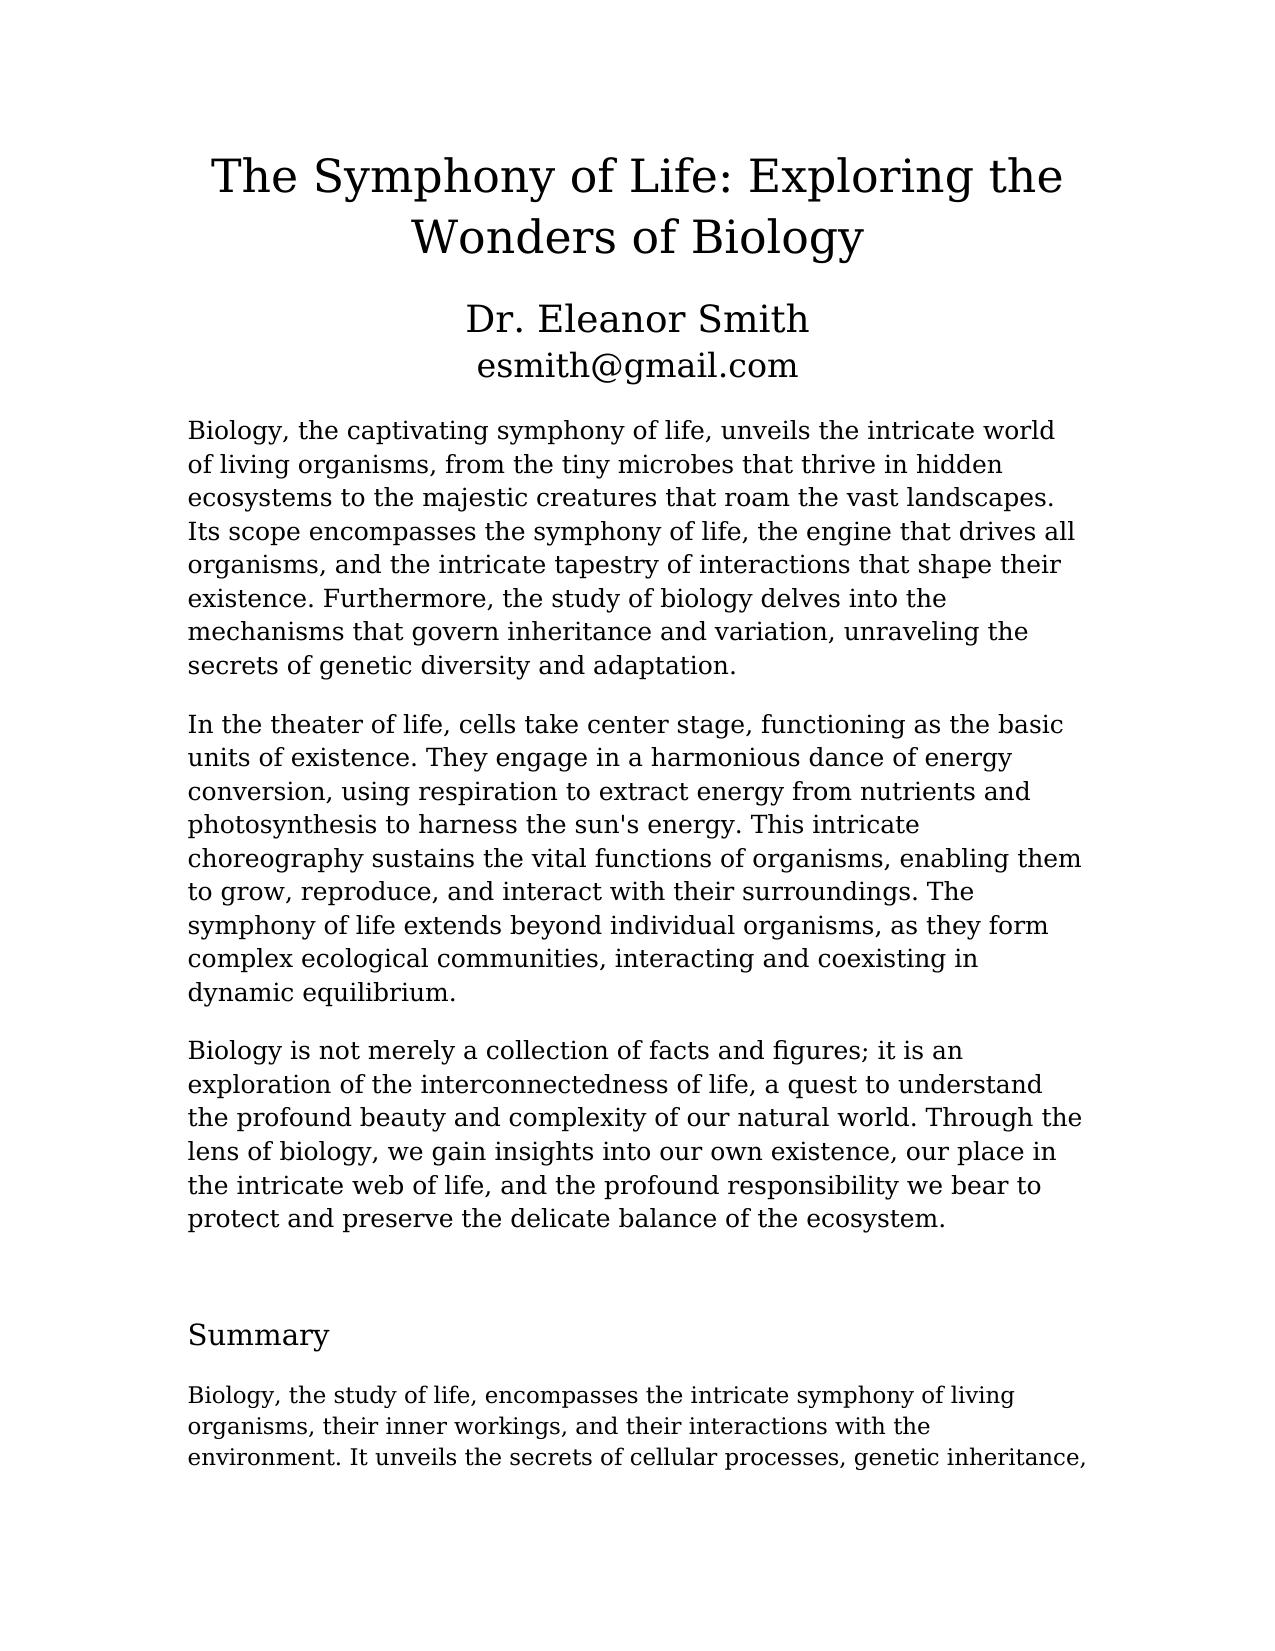 The Symphony of Life: Exploring the
Wonders of Biology
Dr. Eleanor Smith
esmith@gmail.com
Biology, the captivating symphony of life, unveils the intricate world
of living organisms, from the tiny microbes that thrive in hidden
ecosystems to the majestic creatures that roam the vast landscapes.
Its scope encompasses the symphony of life, the engine that drives all
organisms, and the intricate tapestry of interactions that shape their
existence. Furthermore, the study of biology delves into the
mechanisms that govern inheritance and variation, unraveling the
secrets of genetic diversity and adaptation.
In the theater of life, cells take center stage, functioning as the basic
units of existence. They engage in a harmonious dance of energy
conversion, using respiration to extract energy from nutrients and
photosynthesis to harness the sun's energy. This intricate
choreography sustains the vital functions of organisms, enabling them
to grow, reproduce, and interact with their surroundings. The
symphony of life extends beyond individual organisms, as they form
complex ecological communities, interacting and coexisting in
dynamic equilibrium.
Biology is not merely a collection of facts and figures; it is an
exploration of the interconnectedness of life, a quest to understand
the profound beauty and complexity of our natural world. Through the
lens of biology, we gain insights into our own existence, our place in
the intricate web of life, and the profound responsibility we bear to
protect and preserve the delicate balance of the ecosystem.
Summary
Biology, the study of life, encompasses the intricate symphony of living
organisms, their inner workings, and their interactions with the
environment. It unveils the secrets of cellular processes, genetic inheritance,